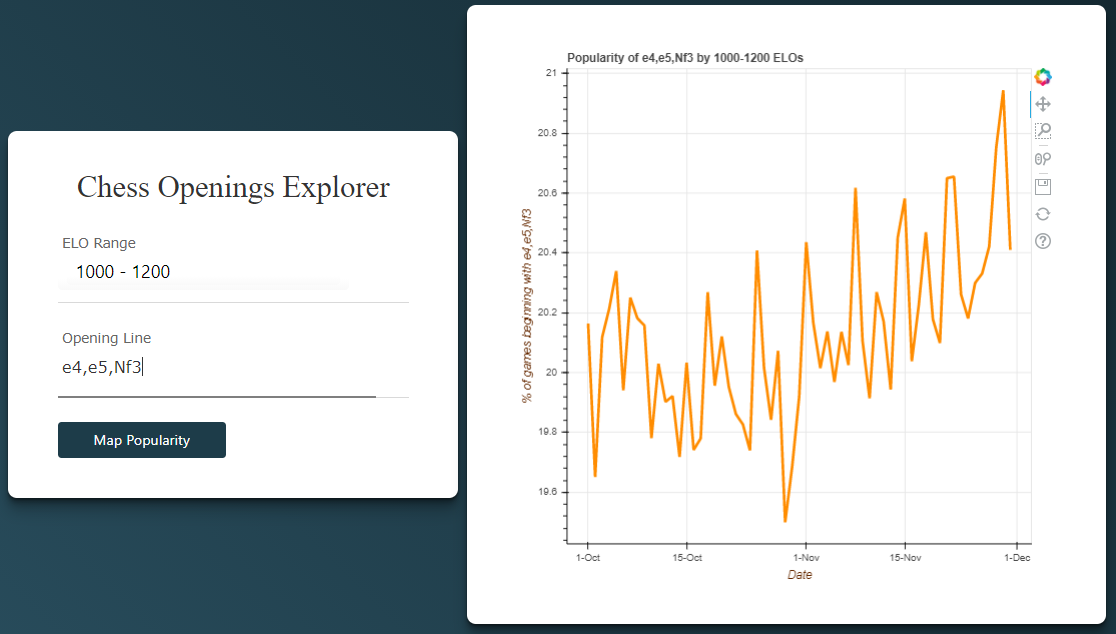 Chess Openings Explorer
ELO Range
1000 - 1200
Opening Line
e4,e5,Nf3
Map Popularity
Popularity of e4,e5,Nf3 by 1000-1200 ELOs
% of games beginning with e4,e5,Nf3
21
20.8
20.6
20.4
20.2
20
19.8
19.6
1-Oct
15-Oct
1-Nov
15-Nov
1-Dec
Date